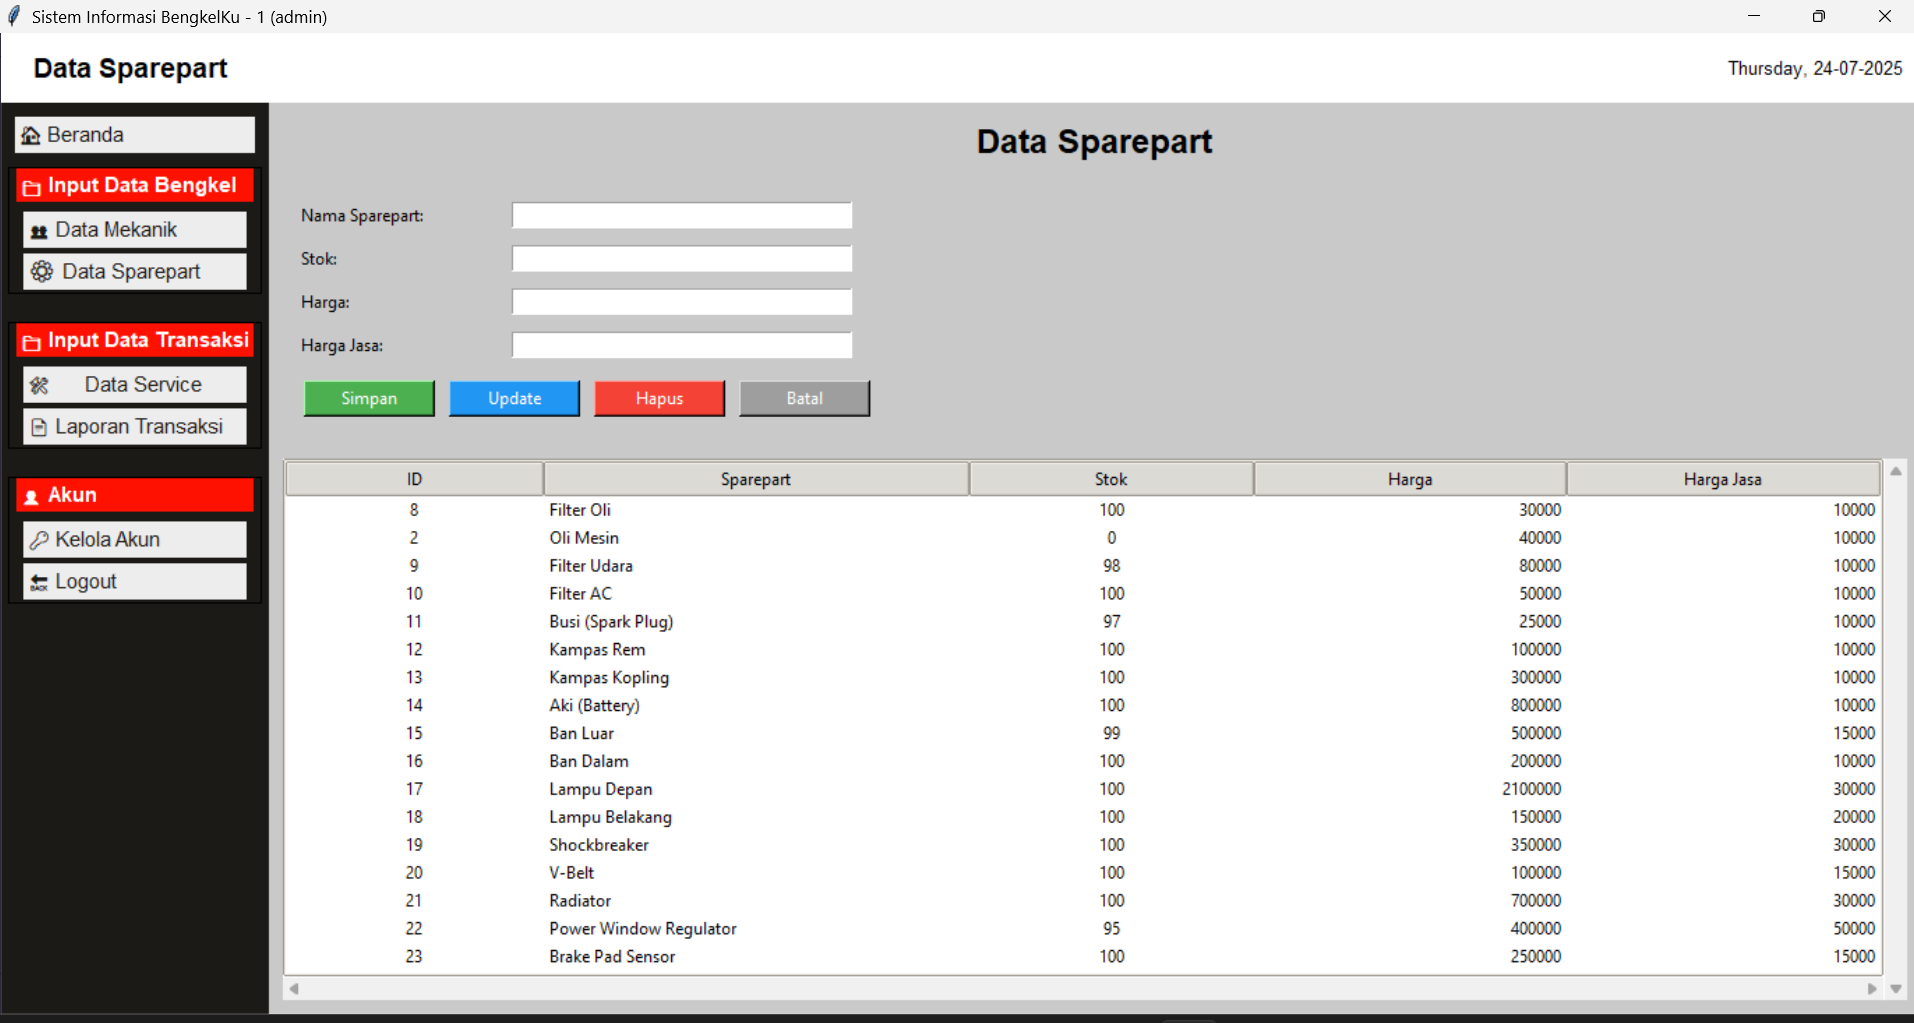 Sistem Informasi BengkelKu - 1 (admin)
Data Sparepart
Thursday, 24-07-2025
Beranda
Input Data Bengkel
Data Mekanik
Data Sparepart
Input Data Transaksi
Data Service
Laporan Transaksi
Akun
Kelola Akun
BACK Logout
Data Sparepart
Nama Sparepart:
Stok:
Harga:
Harga Jasa:
Simpan Update Hapus Batal
ID Sparepart Stok Harga Harga Jasa
8 Filter Oli 100 30000 10000
2 Oli Mesin 0 40000 10000
9 Filter Udara 98 80000 10000
10 Filter AC 100 50000 10000
11 Busi (Spark Plug) 97 25000 10000
12 Kampas Rem 100 100000 10000
13 Kampas Kopling 100 300000 10000
14 Aki (Battery) 100 800000 10000
15 Ban Luar 99 500000 15000
16 Ban Dalam 100 200000 10000
17 Lampu Depan 100 2100000 30000
18 Lampu Belakang 100 150000 20000
19 Shockbreaker 100 350000 30000
20 V-Belt 100 100000 15000
21 Radiator 100 700000 30000
22 Power Window Regulator 95 400000 50000
23 Brake Pad Sensor 100 250000 15000